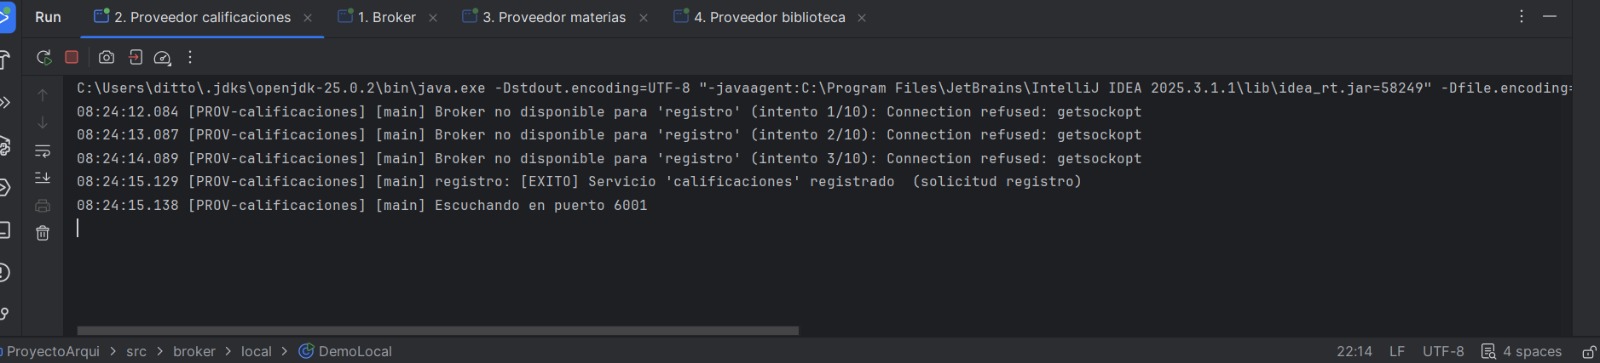 Run
2. Proveedor calificaciones
1. Broker
3. Proveedor materias
4. Proveedor biblioteca
C:\Users\ditto\.jdks\openjdk-25.0.2\bin\java.exe -Dstdout.encoding=UTF-8 "-javaagent:C:\Program Files\JetBrains\IntelliJ IDEA 2025.3.1.1\lib\idea_rt.jar=58249" -Dfile.encoding=
08:24:12.084 [PROV-calificaciones] [main] Broker no disponible para 'registro' (intento 1/10): Connection refused: getsockopt
08:24:13.087 [PROV-calificaciones] [main] Broker no disponible para 'registro' (intento 2/10): Connection refused: getsockopt
08:24:14.089 [PROV-calificaciones] [main] Broker no disponible para 'registro' (intento 3/10): Connection refused: getsockopt
08:24:15.129 [PROV-calificaciones] [main] registro: [EXITO] Servicio 'calificaciones' registrado  (solicitud registro)
08:24:15.138 [PROV-calificaciones] [main] Escuchando en puerto 6001
ProyectoArqui > src > broker > local > DemoLocal
22:14 LF UTF-8 4 spaces